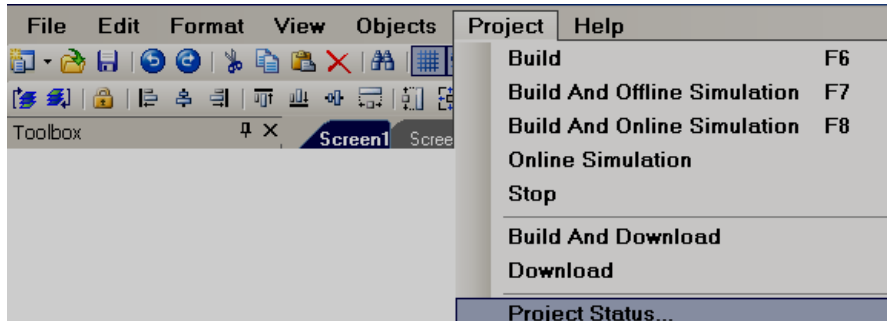 File Edit Format View Objects Project Help
Build F6
Build And Offline Simulation F7
Build And Online Simulation F8
Online Simulation
Stop
Build And Download
Download
Project Status...
Toolbox
Screen1 Scree